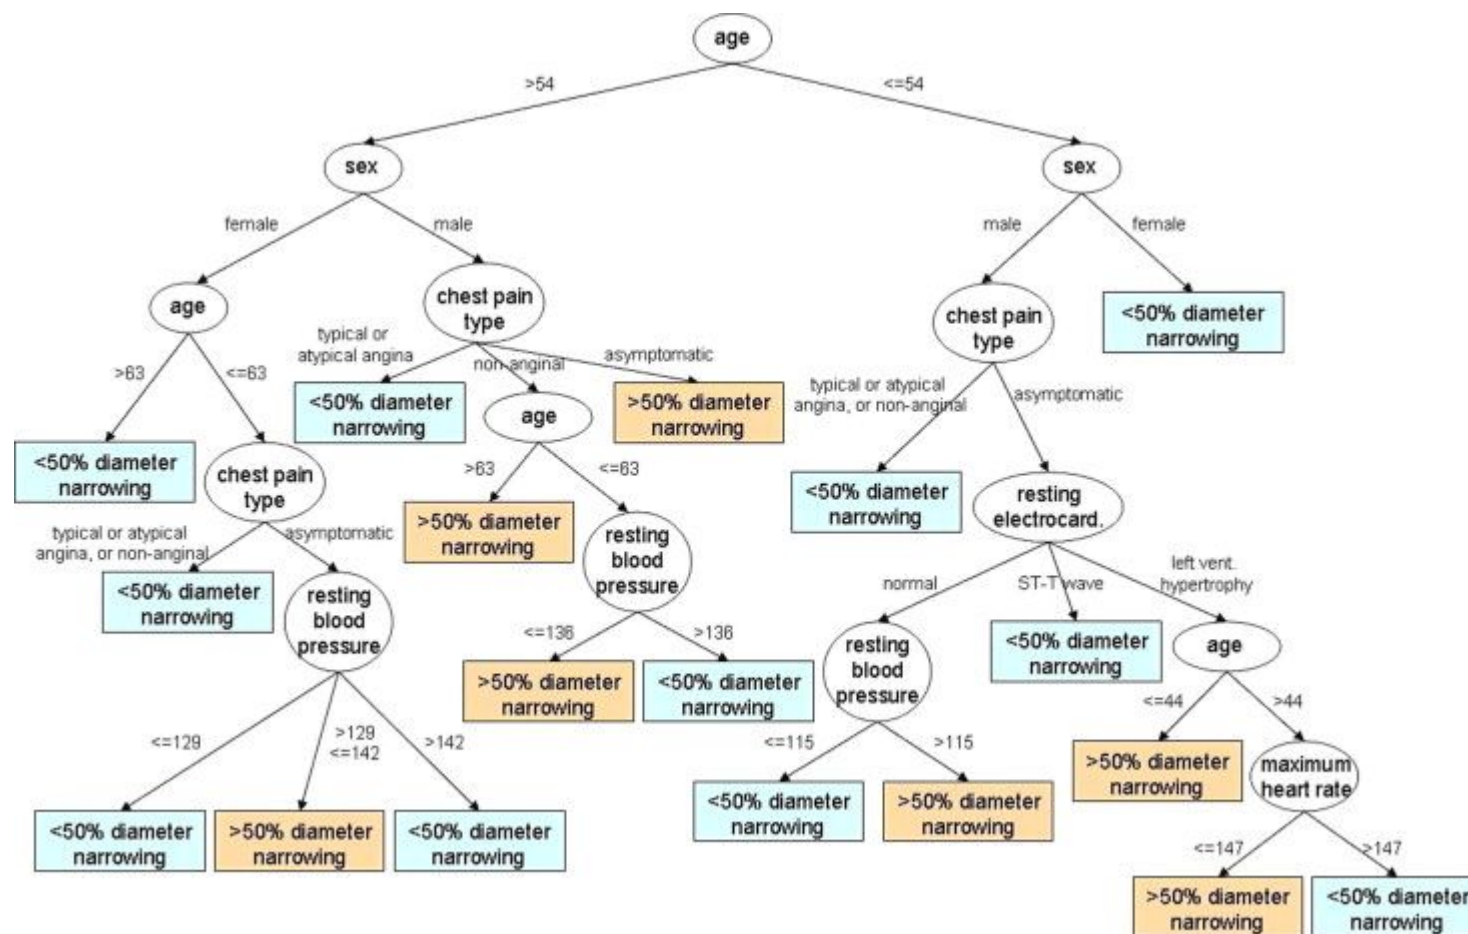 age
>54
<=54
sex
sex
female
male
male
female
age
chest pain
type
chest pain
type
<50% diameter
narrowing
typical or
atypical angina
non-anginal
asymptomatic
>63
<=63
<50% diameter
narrowing
age
>50% diameter
narrowing
typical or atypical
angina, or non-anginal
asymptomatic
<50% diameter
narrowing
chest pain
type
>63
<=63
<50% diameter
narrowing
resting
electrocard.
>50% diameter
narrowing
resting
blood
pressure
typical or atypical
angina, or non-anginal
asymptomatic
<50% diameter
narrowing
resting
blood
pressure
normal
ST-T wave
left vent.
hypertrophy
<=136
>136
resting
blood
pressure
<50% diameter
narrowing
age
>50% diameter
narrowing
<50% diameter
narrowing
<=44
>44
<=129
>129
<=142
>142
<=115
>115
>50% diameter
narrowing
maximum
heart rate
<50% diameter
narrowing
>50% diameter
narrowing
<50% diameter
narrowing
>50% diameter
narrowing
<50% diameter
narrowing
<=147
>147
>50% diameter
narrowing
<50% diameter
narrowing